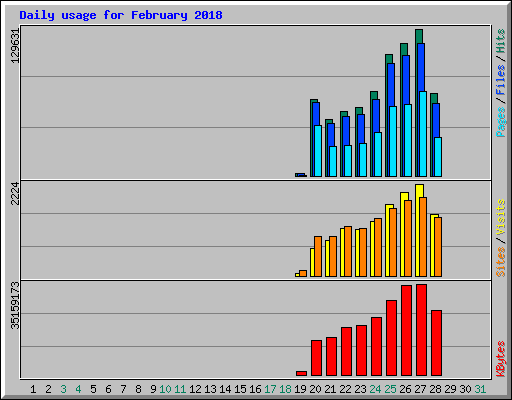 Daily usage for February 2018
129631
Pages / Files / Hits
2224
Sites / Visits
35159173
KBytes
1 2 3 4 5 6 7 8 9 10 11 12 13 14 15 16 17 18 19 20 21 22 23 24 25 26 27 28 29 30 31